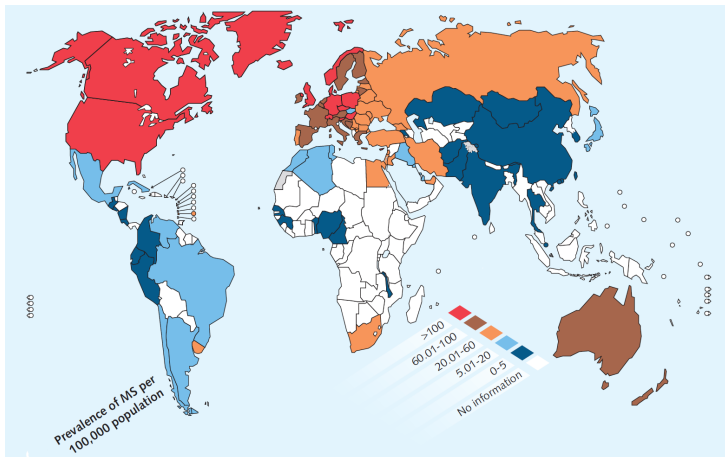 >100
60.01-100
20.01-60
5.01-20
0-5
No information
Prevalence of MS per
100,000 population